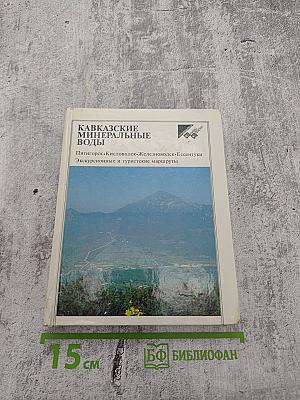 КАВКАЗСКИЕ
МИНЕРАЛЬНЫЕ
ВОДЫ
Пятигорск•Кисловодск•Железноводск•Ессентуки
Экскурсионные и туристские маршруты
15 см
БФ БИБЛИОФАН